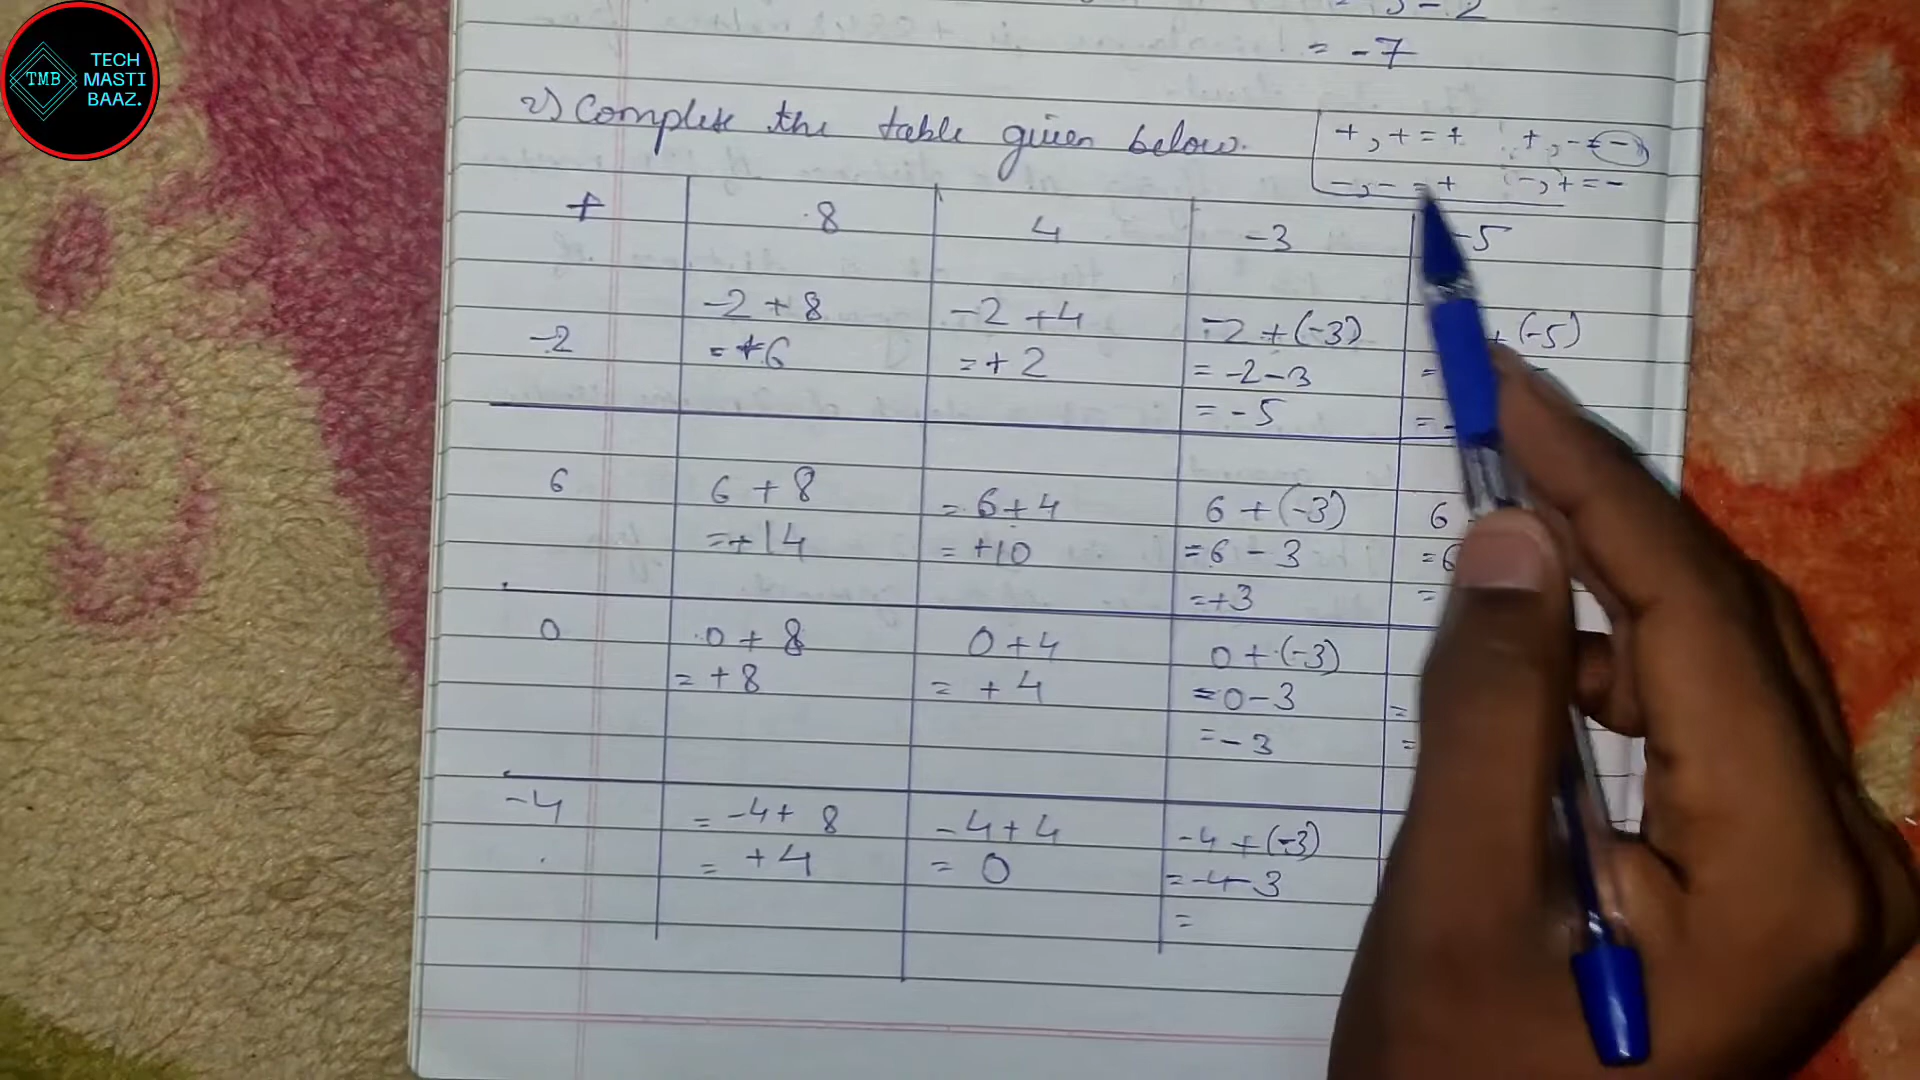 TMB
TECH
MASTI
BAAZ.
= -7
2) Complete the table given below.
+, + = + +, - = -
-, - = + -, + = -
+ 8 4 -3 -5
-2
-2 + 8 -2 + 4 -2 + (-3) + (-5)
= +6 = + 2 = -2 - 3 =
= -5 = -
6 6 + 8 = 6 + 4 6 + (-3) 6
= +14 = +10 = 6 - 3 = 6
= +3 =
0 0 + 8 0 + 4 0 + (-3)
= +8 = +4 = 0 - 3 =
= -3 =
-4 = -4 + 8 -4 + 4 -4 + (-3)
= +4 = 0 = -4 - 3
=